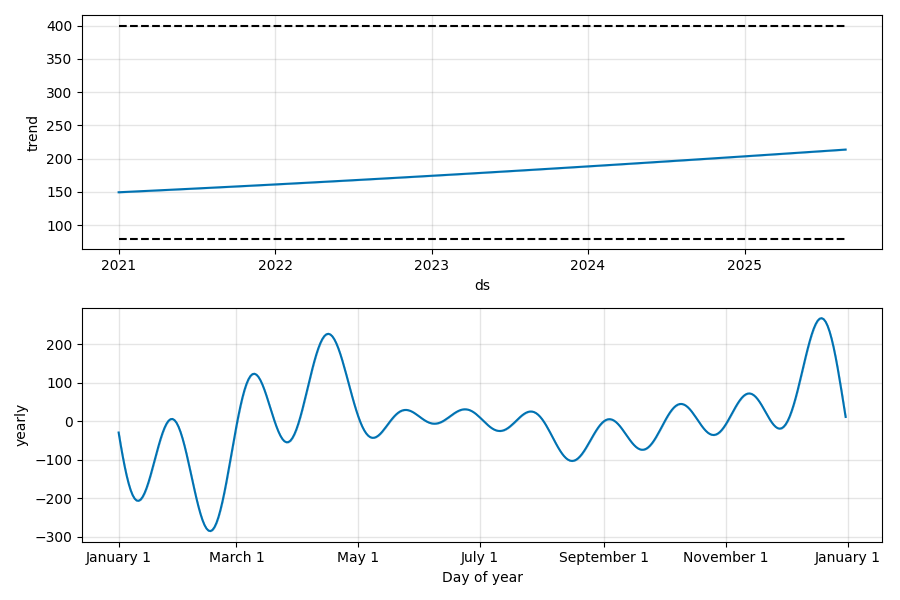 400
350
300
250
200
150
100
trend
2021 2022 2023 2024 2025
ds
200
100
0
−100
−200
−300
yearly
January 1 March 1 May 1 July 1 September 1 November 1 January 1
Day of year